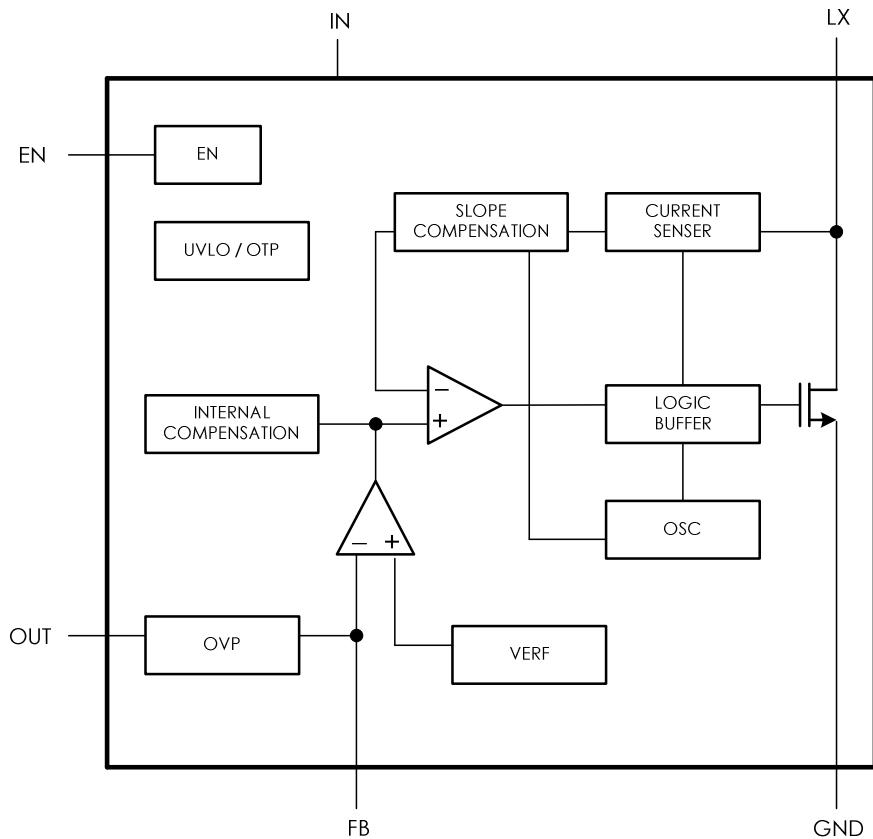 IN
LX
EN
EN
UVLO / OTP
SLOPE
COMPENSATION
CURRENT
SENSER
INTERNAL
COMPENSATION
−
+
LOGIC
BUFFER
− +
OSC
OUT
OVP
VERF
FB
GND